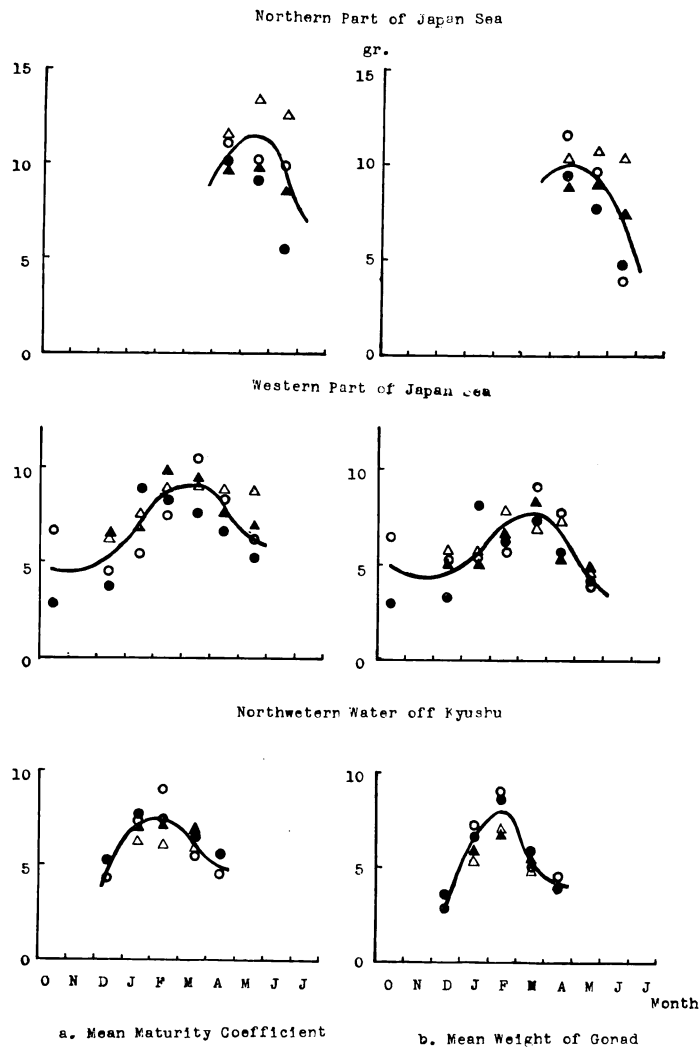 Northern Part of Japan Sea
gr.
15
10
5
0
15
10
5
0
Western Part of Japan Sea
10
5
0
10
5
0
Northwetern Water off Kyushu
10
5
0
10
5
0
O N D J F M A M J J
O N D J F M A M J J
Month
a. Mean Maturity Coefficient
b. Mean Weight of Gonad